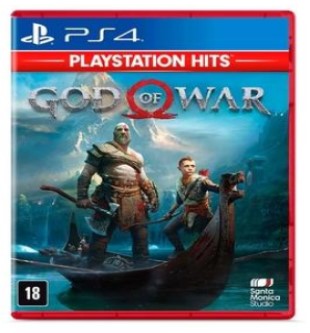 PS4
PLAYSTATION HITS
GOD OF WAR
18
Santa
Monica
Studio